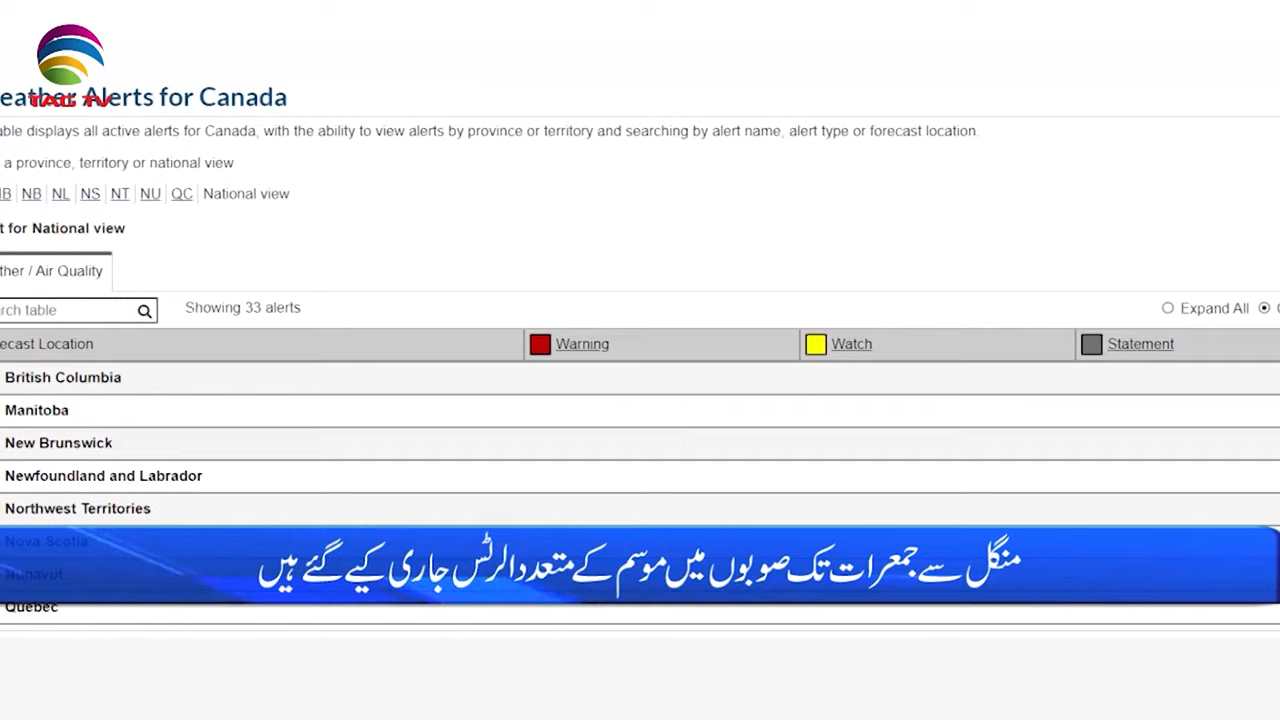 TAG TV
eather Alerts for Canada
able displays all active alerts for Canada, with the ability to view alerts by province or territory and searching by alert name, alert type or forecast location.
a province, territory or national view
NB NL NS NT NU QC National view
t for National view
ther / Air Quality
rch table Showing 33 alerts Expand All
ecast Location Warning Watch Statement
British Columbia
Manitoba
New Brunswick
Newfoundland and Labrador
Northwest Territories
Nova Scotia
Nunavut
منگل سے جمعرات تک صوبوں میں موسم کے متعدد الرٹس جاری کیے گئے ہیں
Quebec